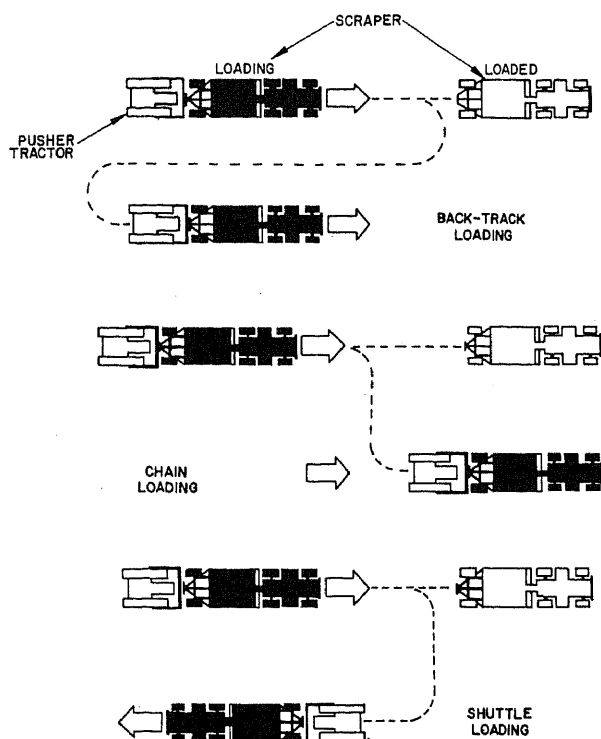 SCRAPER
LOADING
LOADED
PUSHER
TRACTOR
BACK-TRACK
LOADING
CHAIN
LOADING
SHUTTLE
LOADING